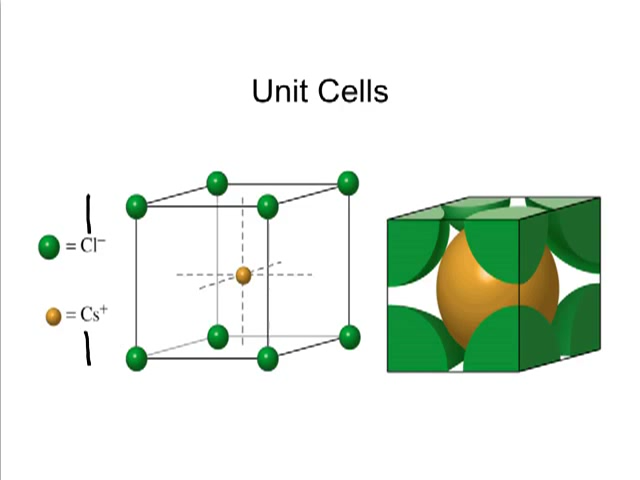 Unit Cells
|
= Cl⁻
= Cs⁺
|